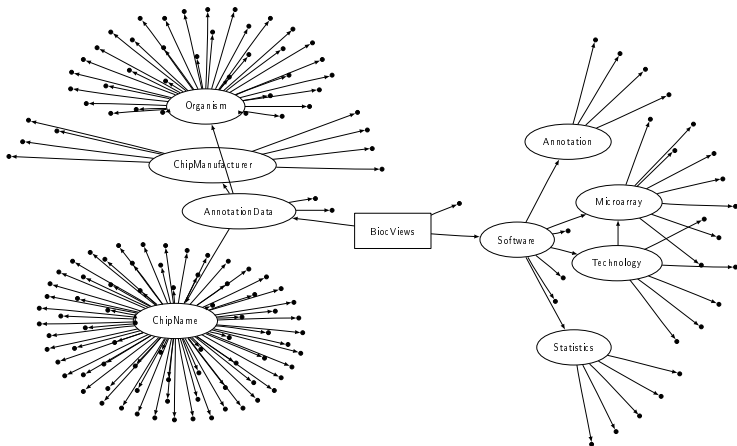 Organism
Annotation
ChipManufacturer
Microarray
AnnotationData
BiocViews
Software
Technology
ChipName
Statistics